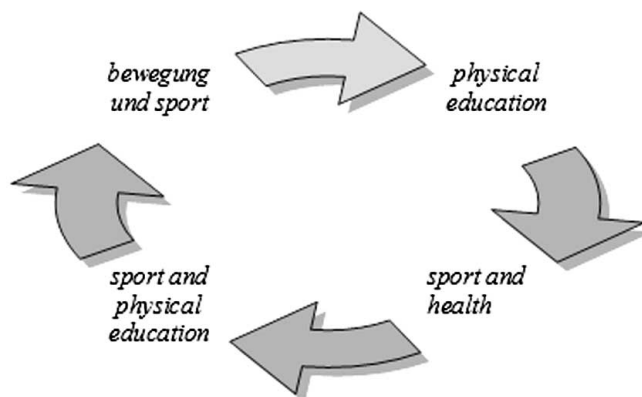 bewegung
und sport
physical
education
sport and
health
sport and
physical
education